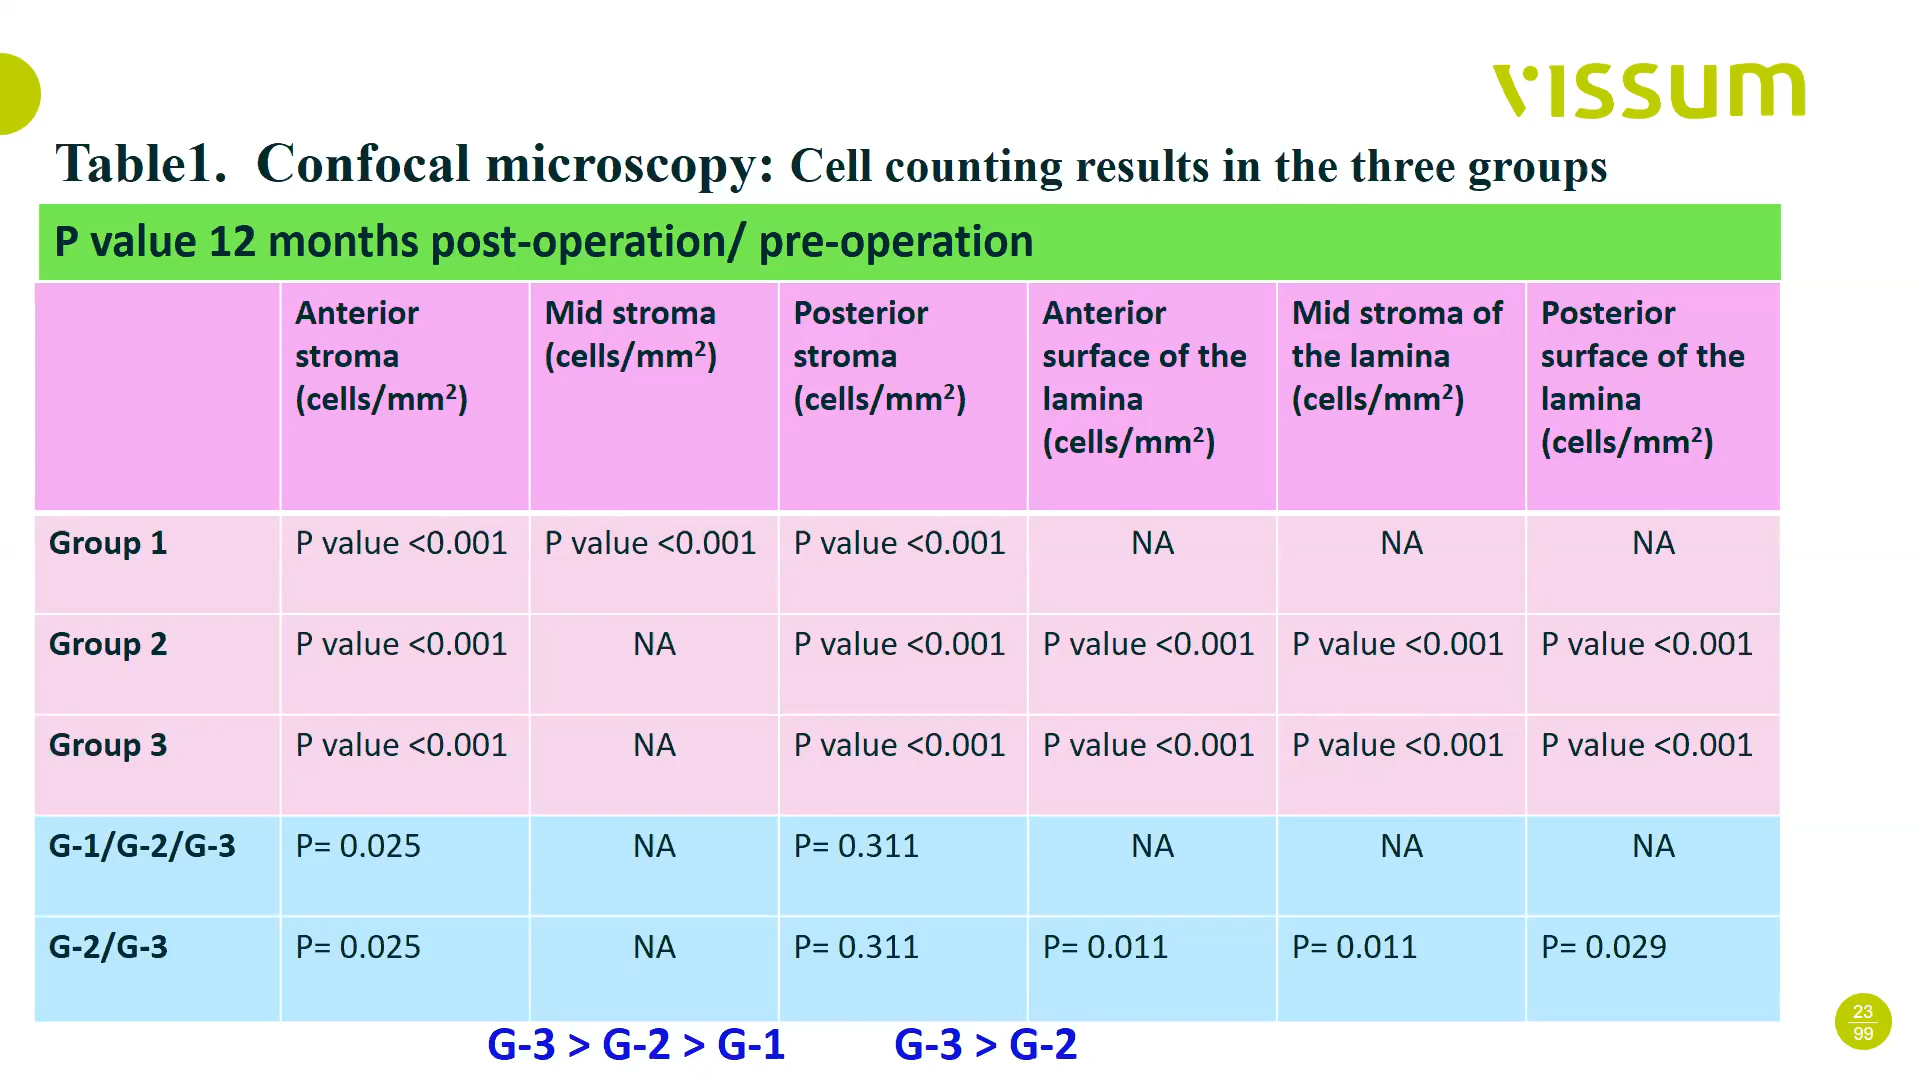 vissum
Table1. Confocal microscopy: Cell counting results in the three groups
P value 12 months post-operation/ pre-operation
Anterior
stroma
(cells/mm²)
Mid stroma
(cells/mm²)
Posterior
stroma
(cells/mm²)
Anterior
surface of the
lamina
(cells/mm²)
Mid stroma of
the lamina
(cells/mm²)
Posterior
surface of the
lamina
(cells/mm²)
Group 1 P value <0.001 P value <0.001 P value <0.001 NA NA NA
Group 2 P value <0.001 NA P value <0.001 P value <0.001 P value <0.001 P value <0.001
Group 3 P value <0.001 NA P value <0.001 P value <0.001 P value <0.001 P value <0.001
G-1/G-2/G-3 P= 0.025 NA P= 0.311 NA NA NA
G-2/G-3 P= 0.025 NA P= 0.311 P= 0.011 P= 0.011 P= 0.029
G-3 > G-2 > G-1 G-3 > G-2
23
99